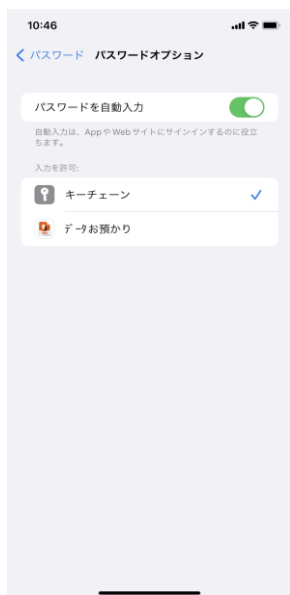 10:46
パスワード パスワードオプション
パスワードを自動入力
自動入力は、AppやWebサイトにサインインするのに役立
ちます。
入力を許可:
キーチェーン
データお預かり